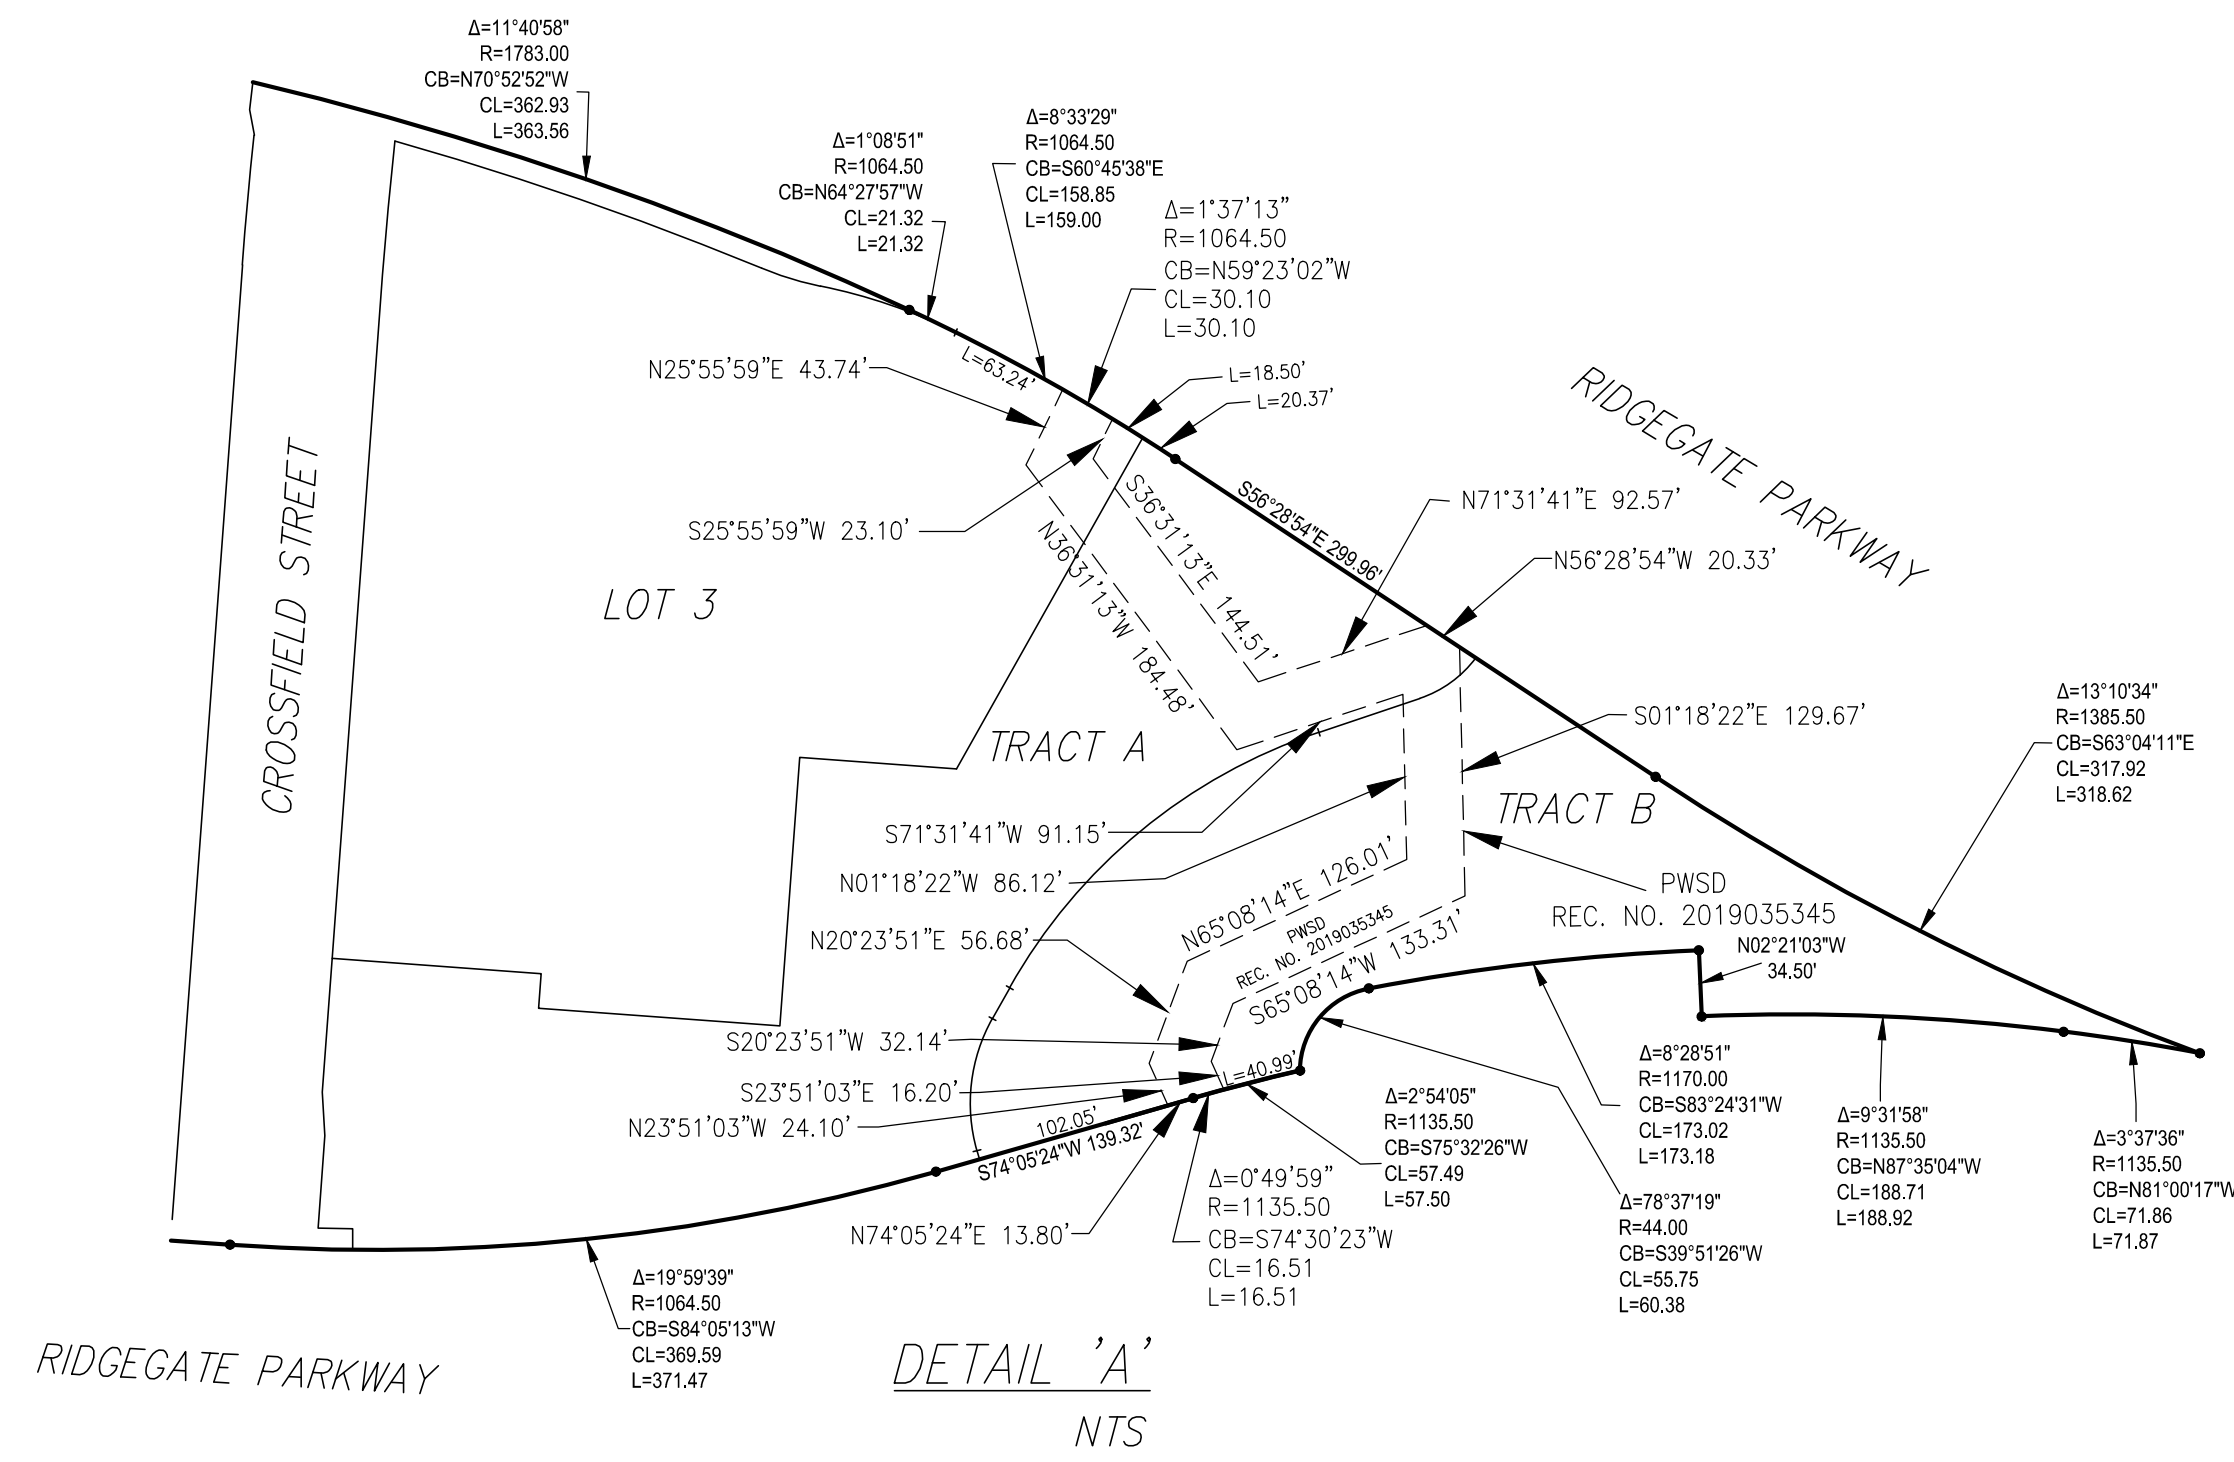 Δ=11°40'58"
R=1783.00
CB=N70°52'52"W
CL=362.93
L=363.56
Δ=1°08'51"
R=1064.50
CB=N64°27'57"W
CL=21.32
L=21.32
Δ=8°33'29"
R=1064.50
CB=S60°45'38"E
CL=158.85
L=159.00
Δ=1°37'13"
R=1064.50
CB=N59°23'02"W
CL=30.10
L=30.10
L=63.24'
N25°55'59"E 43.74'
L=18.50'
L=20.37'
RIDGEGATE PARKWAY
S25°55'59"W 23.10'
S36°31'13"E 144.51'
N36°31'13"W 184.48'
S56°28'54"E 299.96'
N71°31'41"E 92.57'
N56°28'54"W 20.33'
CROSSFIELD STREET
LOT 3
TRACT A
S01°18'22"E 129.67'
TRACT B
Δ=13°10'34"
R=1385.50
CB=S63°04'11"E
CL=317.92
L=318.62
S71°31'41"W 91.15'
N01°18'22"W 86.12'
PWSD
REC. NO. 2019035345
N65°08'14"E 126.01'
PWSD
REC. NO. 2019035345
S65°08'14"W 133.31'
N20°23'51"E 56.68'
N02°21'03"W
34.50'
S20°23'51"W 32.14'
S23°51'03"E 16.20'
N23°51'03"W 24.10'
L=40.99'
102.05'
S74°05'24"W 139.32'
Δ=2°54'05"
R=1135.50
CB=S75°32'26"W
CL=57.49
L=57.50
Δ=8°28'51"
R=1170.00
CB=S83°24'31"W
CL=173.02
L=173.18
Δ=9°31'58"
R=1135.50
CB=N87°35'04"W
CL=188.71
L=188.92
Δ=3°37'36"
R=1135.50
CB=N81°00'17"W
CL=71.86
L=71.87
N74°05'24"E 13.80'
Δ=0°49'59"
R=1135.50
CB=S74°30'23"W
CL=16.51
L=16.51
Δ=78°37'19"
R=44.00
CB=S39°51'26"W
CL=55.75
L=60.38
Δ=19°59'39"
R=1064.50
CB=S84°05'13"W
CL=369.59
L=371.47
RIDGEGATE PARKWAY
DETAIL 'A'
NTS